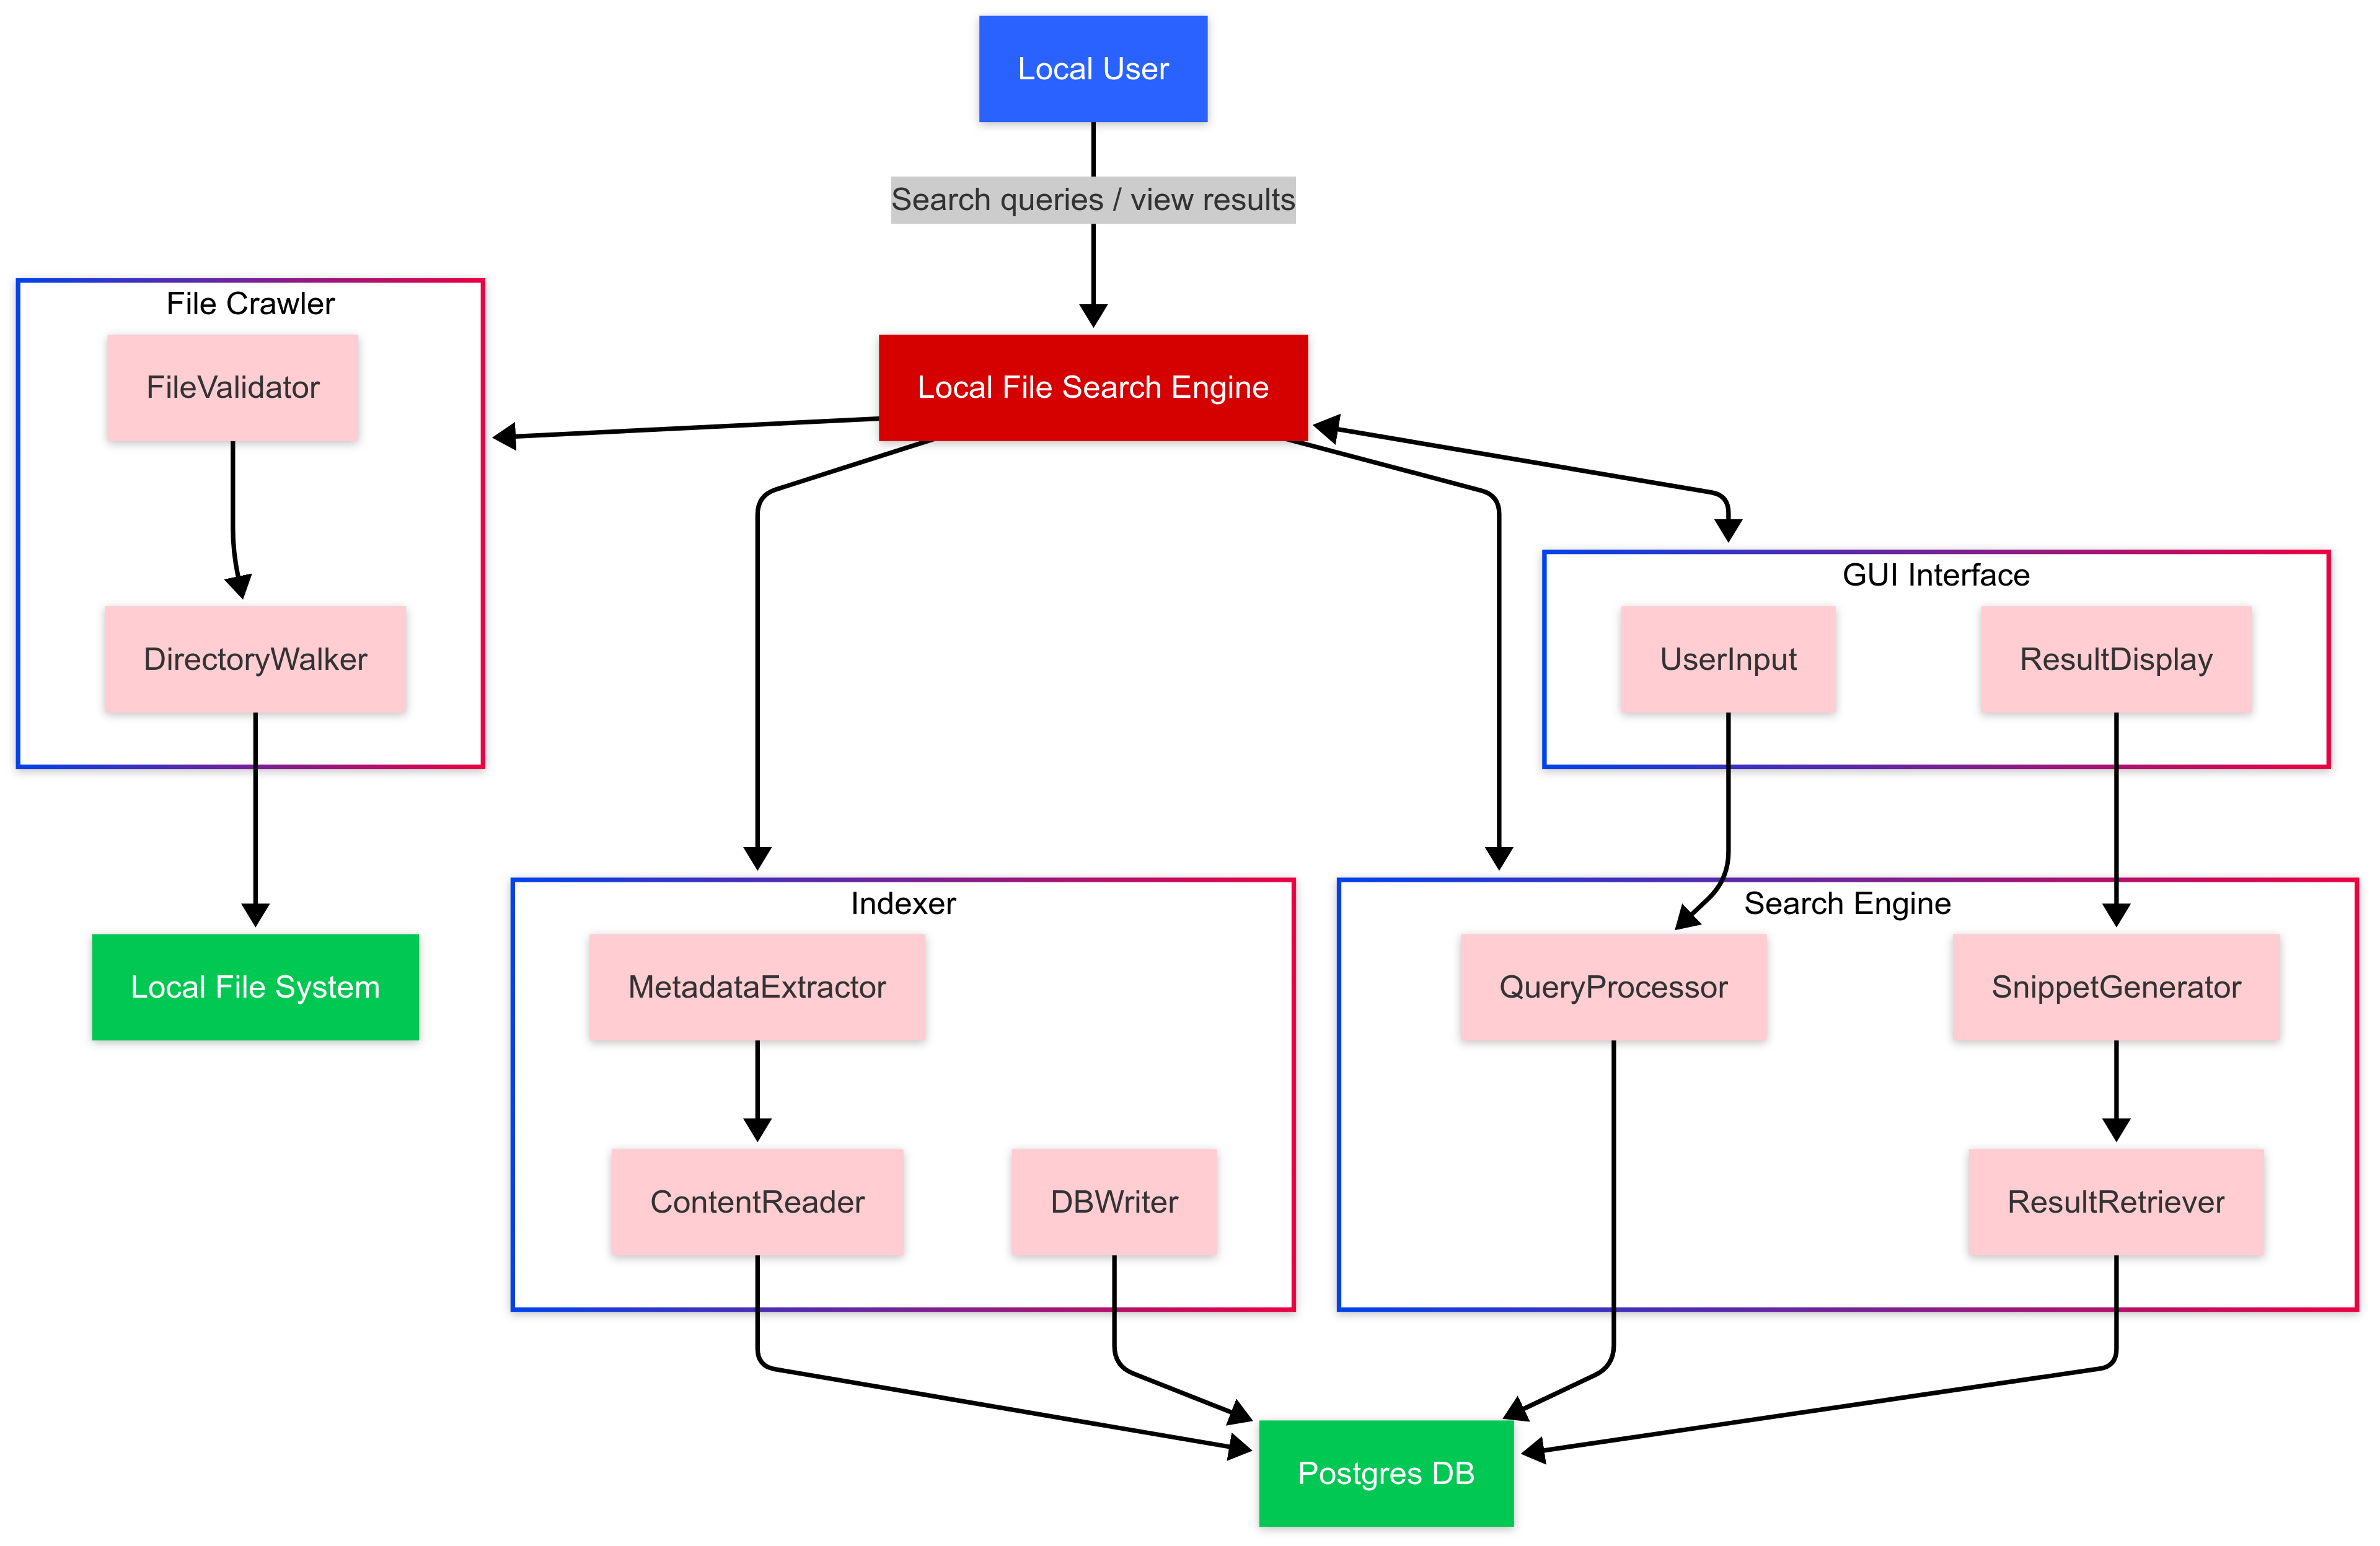 Local User
Search queries / view results
File Crawler
FileValidator
Local File Search Engine
GUI Interface
DirectoryWalker
UserInput
ResultDisplay
Indexer
Search Engine
Local File System
MetadataExtractor
QueryProcessor
SnippetGenerator
ContentReader
DBWriter
ResultRetriever
Postgres DB